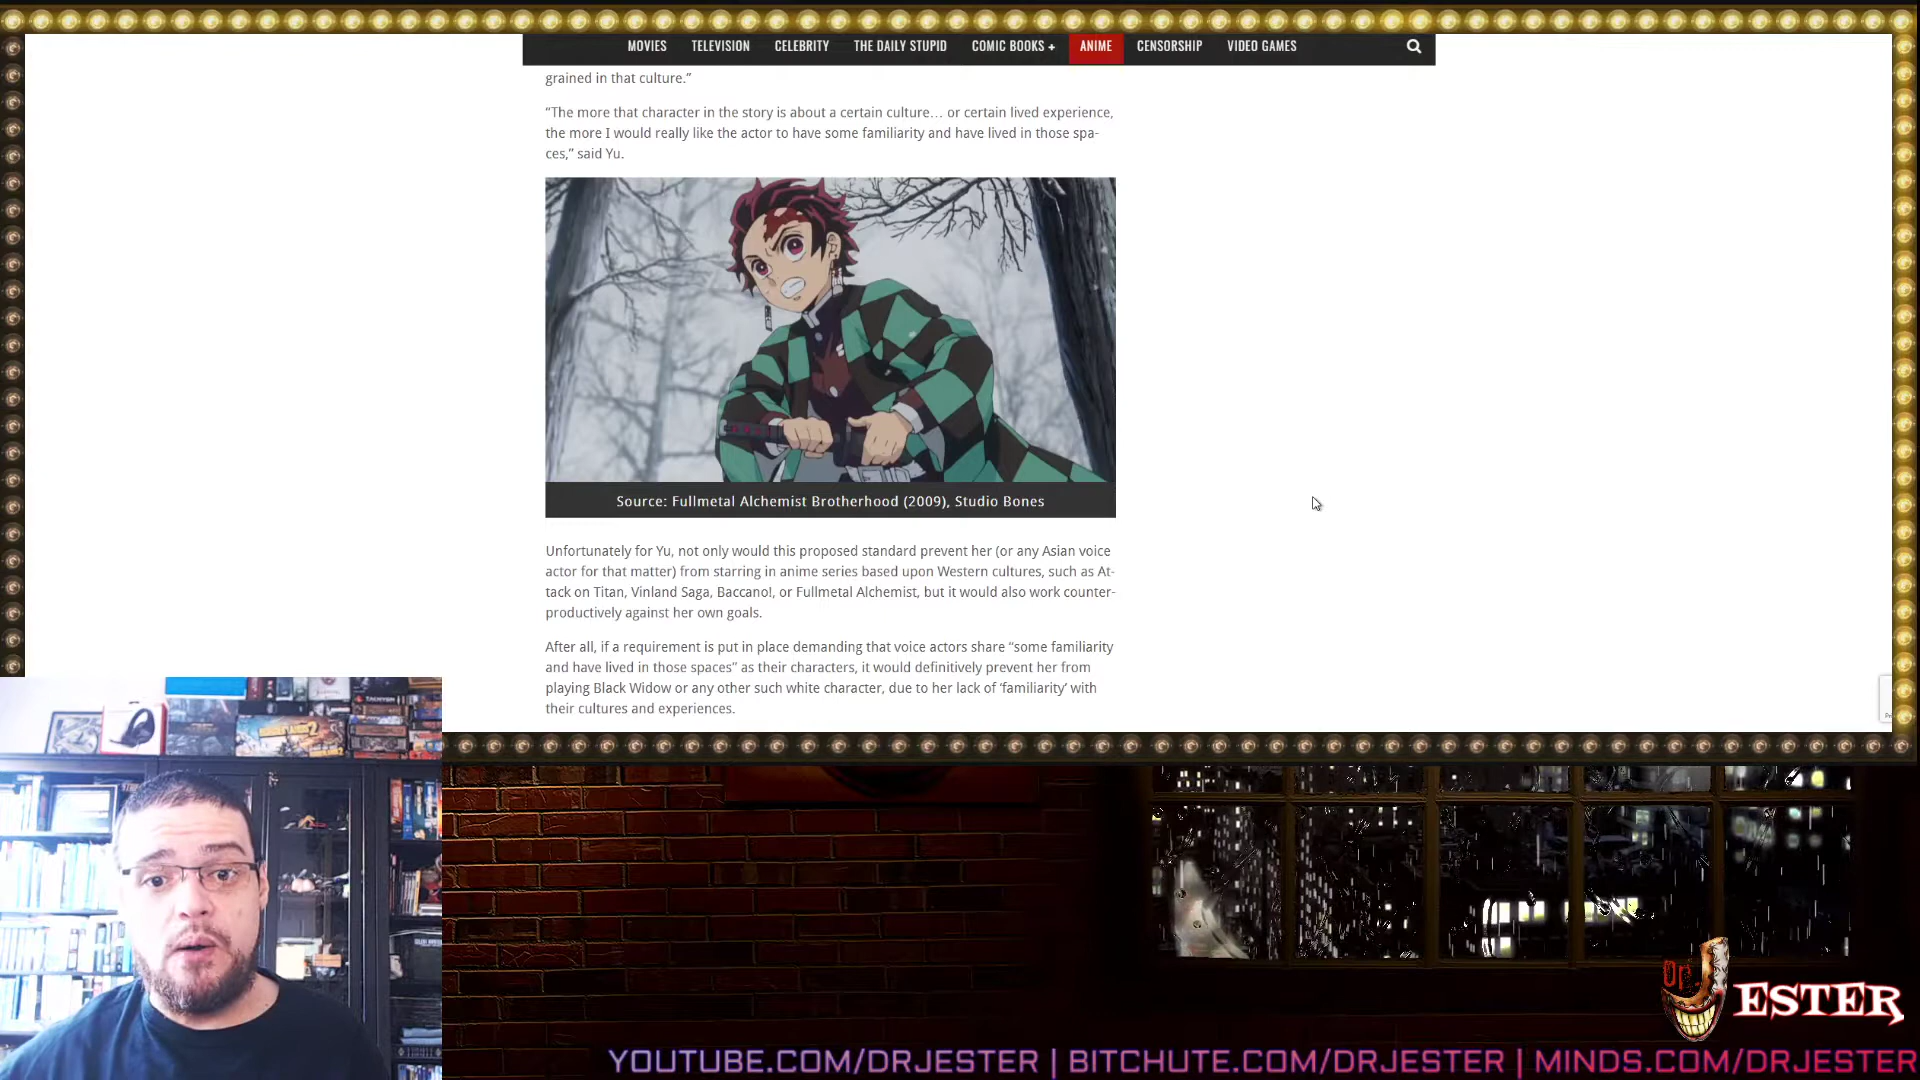 MOVIES TELEVISION CELEBRITY THE DAILY STUPID COMIC BOOKS + ANIME CENSORSHIP VIDEO GAMES
grained in that culture.”
“The more that character in the story is about a certain culture… or certain lived experience,
the more I would really like the actor to have some familiarity and have lived in those spa-
ces,” said Yu.
Source: Fullmetal Alchemist Brotherhood (2009), Studio Bones
Unfortunately for Yu, not only would this proposed standard prevent her (or any Asian voice
actor for that matter) from starring in anime series based upon Western cultures, such as At-
tack on Titan, Vinland Saga, Baccano!, or Fullmetal Alchemist, but it would also work counter-
productively against her own goals.
After all, if a requirement is put in place demanding that voice actors share “some familiarity
and have lived in those spaces” as their characters, it would definitively prevent her from
playing Black Widow or any other such white character, due to her lack of ‘familiarity’ with
their cultures and experiences.
Dr. JESTER
YOUTUBE.COM/DRJESTER | BITCHUTE.COM/DRJESTER | MINDS.COM/DRJESTER